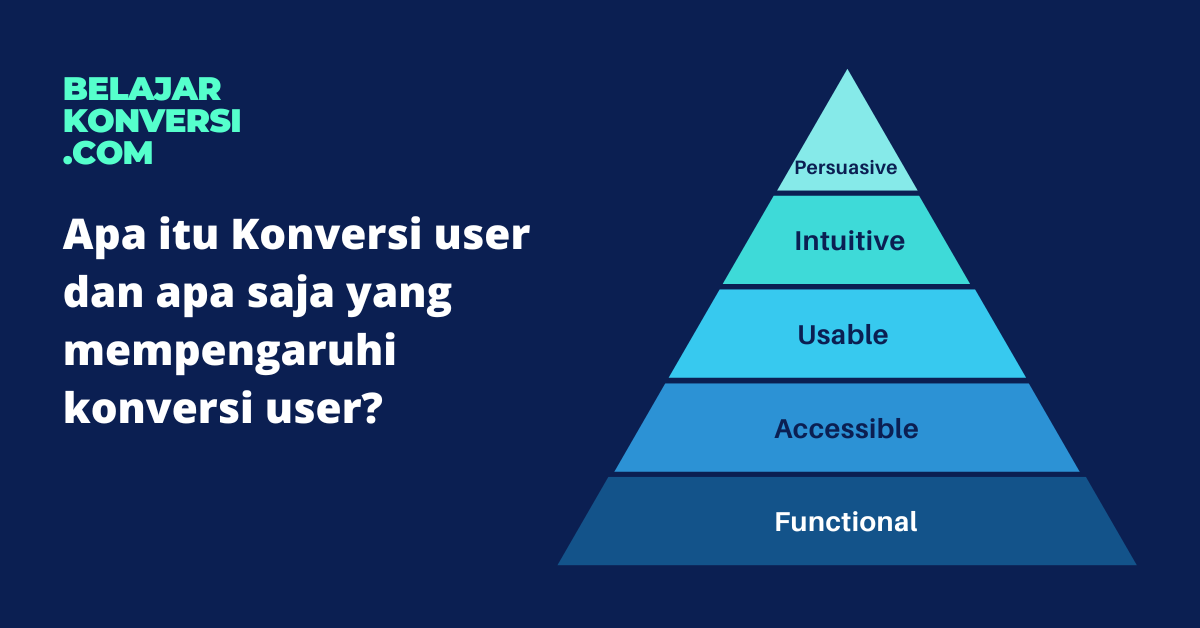 BELAJAR
KONVERSI
.COM
Apa itu Konversi user
dan apa saja yang
mempengaruhi
konversi user?
Persuasive
Intuitive
Usable
Accessible
Functional